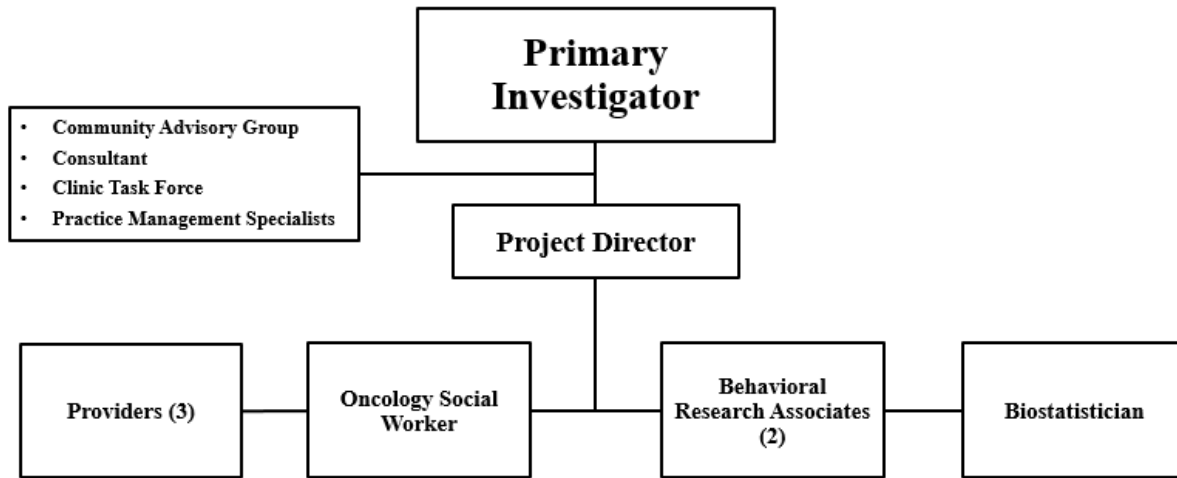 Primary
Investigator
• Community Advisory Group
• Consultant
• Clinic Task Force
• Practice Management Specialists
Project Director
Providers (3)
Oncology Social
Worker
Behavioral
Research Associates
(2)
Biostatistician